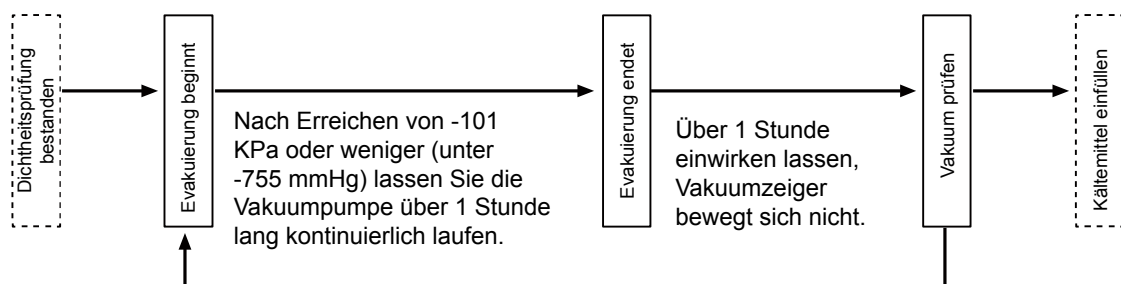 Dichtheitsprüfung
bestanden
Evakuierung beginnt
Nach Erreichen von -101
KPa oder weniger (unter
-755 mmHg) lassen Sie die
Vakuumpumpe über 1 Stunde
lang kontinuierlich laufen.
Evakuierung endet
Über 1 Stunde
einwirken lassen,
Vakuumzeiger
bewegt sich nicht.
Vakuum prüfen
Kältemittel einfüllen